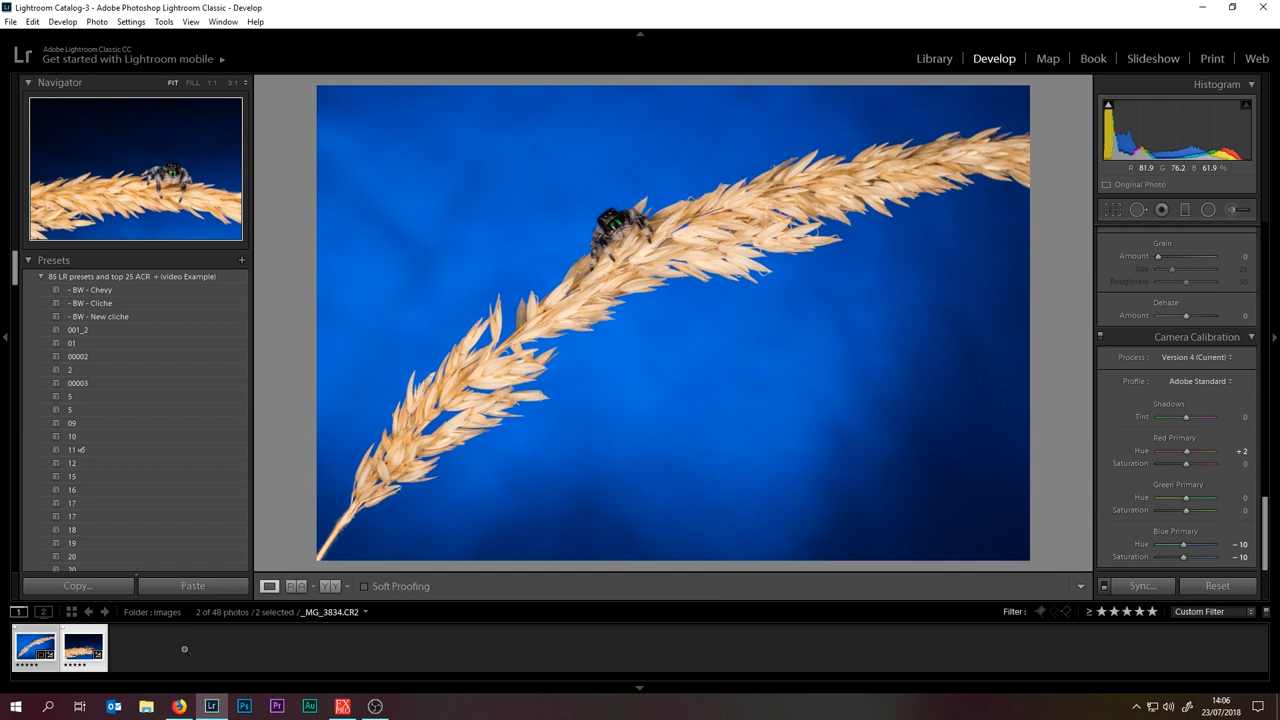 Lightroom Catalog-3 - Adobe Photoshop Lightroom Classic - Develop
File Edit Develop Photo Settings Tools View Window Help
Adobe Lightroom Classic CC
Get started with Lightroom mobile
Library | Develop | Map | Book | Slideshow | Print | Web
Navigator FIT FILL 1:1 3:1
Presets +
85 LR presets and top 25 ACR + (video Example)
- BW - Chevy
- BW - Cliche
- BW - New cliche
001_2
01
00002
2
00003
5
5
09
10
11 чб
12
15
16
17
17
18
19
20
20
Copy... Paste
Histogram
R 81.9 G 76.2 B 61.9 %
Original Photo
Grain
Amount 0
Size 25
Roughness 50
Dehaze
Amount 0
Camera Calibration
Process : Version 4 (Current)
Profile : Adobe Standard
Shadows
Tint 0
Red Primary
Hue + 2
Saturation 0
Green Primary
Hue 0
Saturation 0
Blue Primary
Hue - 10
Saturation - 10
Sync... Reset
Soft Proofing
1 2 Folder : images 2 of 48 photos /2 selected /_MG_3834.CR2 Filter : ≥ ★★★★★ Custom Filter
14:06
23/07/2018